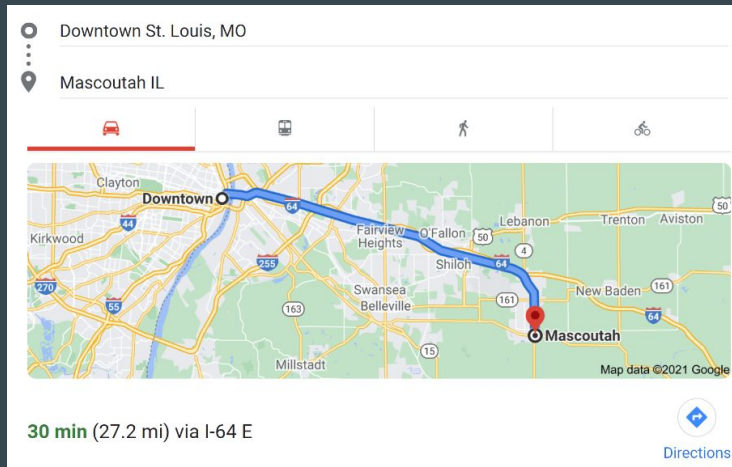 Downtown St. Louis, MO
Mascoutah IL
Clayton
Downtown
64
50
44
Kirkwood
Fairview
Heights
O'Fallon
50
Lebanon
Trenton
Aviston
4
255
Shiloh
64
270
Swansea
161
New Baden
161
55
Belleville
163
64
Mascoutah
15
Millstadt
Map data ©2021 Google
30 min (27.2 mi) via I-64 E
Directions